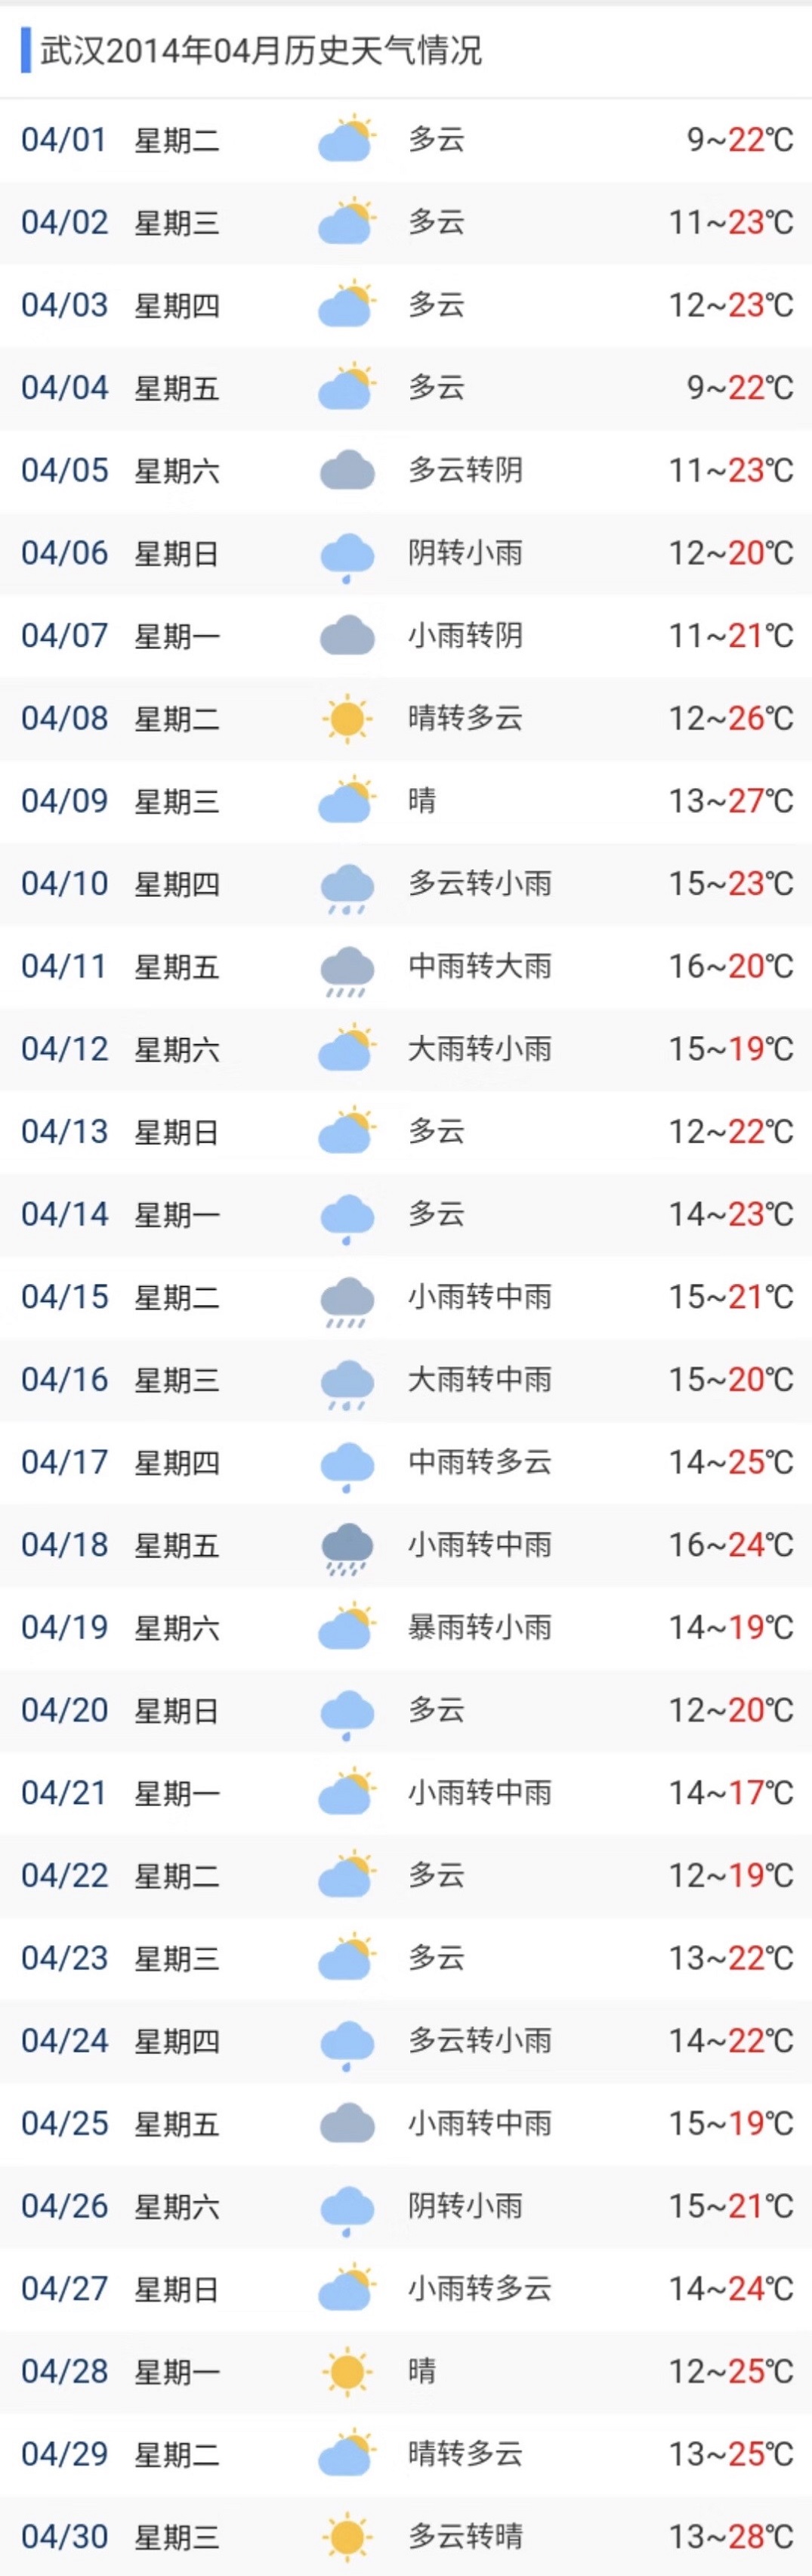 武汉2014年04月历史天气情况
04/01 星期二 多云 9~22℃
04/02 星期三 多云 11~23℃
04/03 星期四 多云 12~23℃
04/04 星期五 多云 9~22℃
04/05 星期六 多云转阴 11~23℃
04/06 星期日 阴转小雨 12~20℃
04/07 星期一 小雨转阴 11~21℃
04/08 星期二 晴转多云 12~26℃
04/09 星期三 晴 13~27℃
04/10 星期四 多云转小雨 15~23℃
04/11 星期五 中雨转大雨 16~20℃
04/12 星期六 大雨转小雨 15~19℃
04/13 星期日 多云 12~22℃
04/14 星期一 多云 14~23℃
04/15 星期二 小雨转中雨 15~21℃
04/16 星期三 大雨转中雨 15~20℃
04/17 星期四 中雨转多云 14~25℃
04/18 星期五 小雨转中雨 16~24℃
04/19 星期六 暴雨转小雨 14~19℃
04/20 星期日 多云 12~20℃
04/21 星期一 小雨转中雨 14~17℃
04/22 星期二 多云 12~19℃
04/23 星期三 多云 13~22℃
04/24 星期四 多云转小雨 14~22℃
04/25 星期五 小雨转中雨 15~19℃
04/26 星期六 阴转小雨 15~21℃
04/27 星期日 小雨转多云 14~24℃
04/28 星期一 晴 12~25℃
04/29 星期二 晴转多云 13~25℃
04/30 星期三 多云转晴 13~28℃